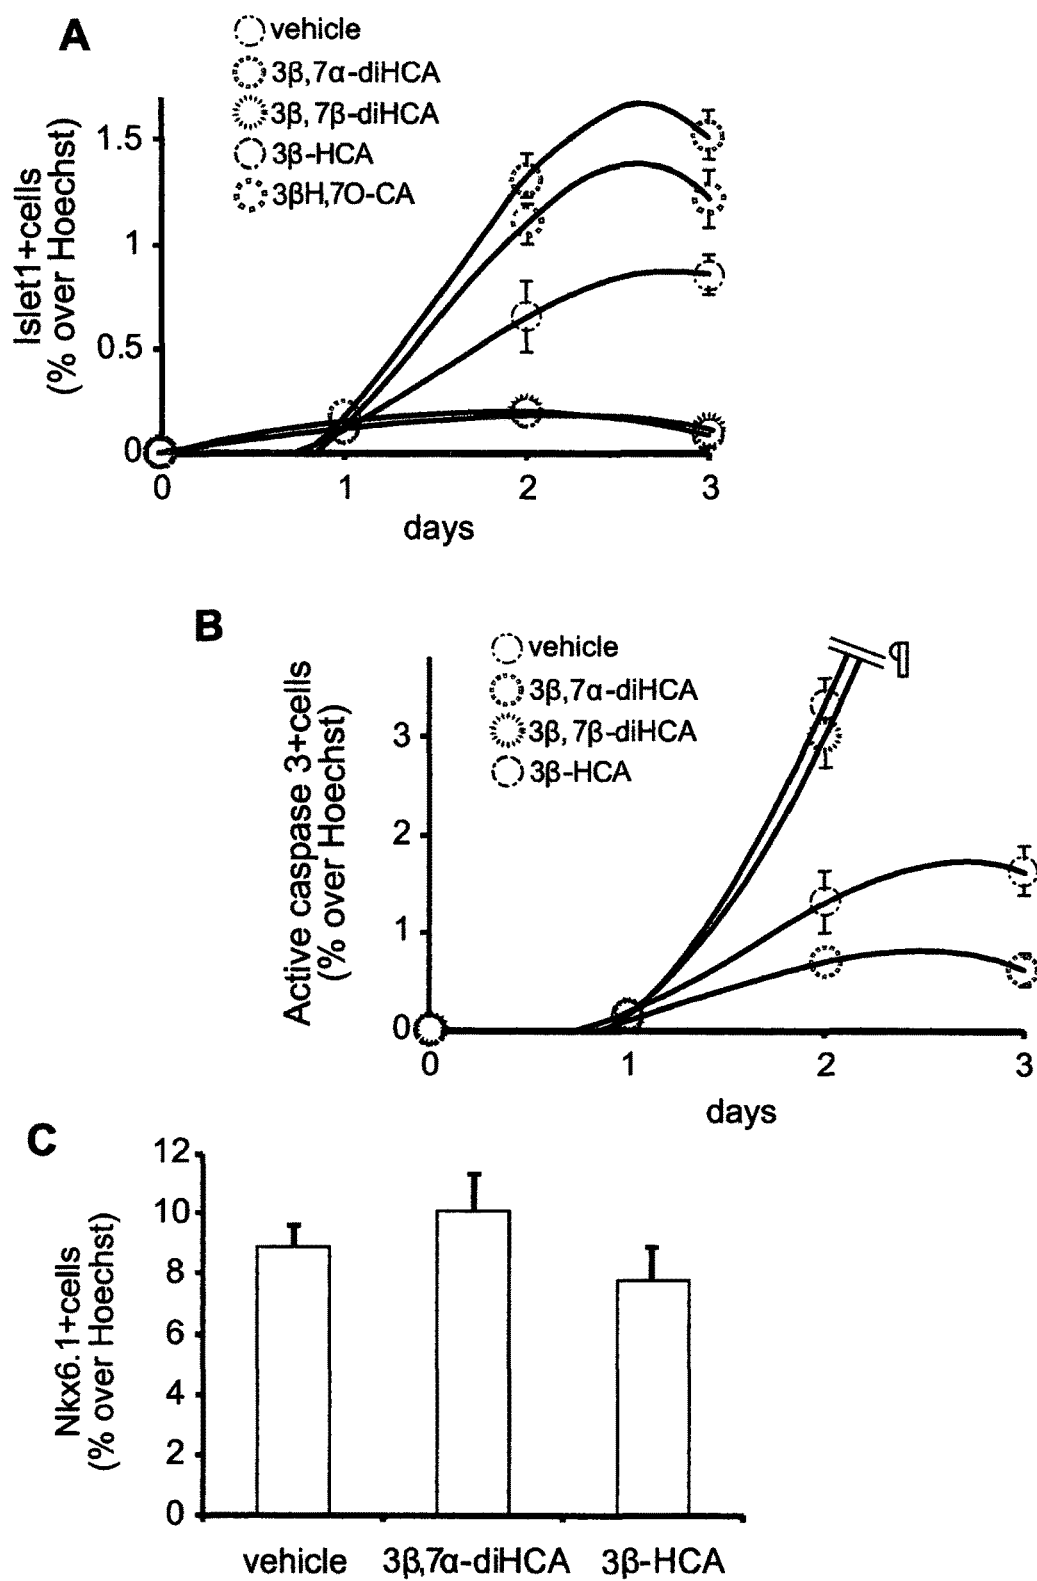 A
vehicle
3β,7α-diHCA
3β,7β-diHCA
3β-HCA
3βH,7O-CA
Islet1+cells
(% over Hoechst)
1.5
1
0.5
0
0 1 2 3
days
B
vehicle
3β,7α-diHCA
3β,7β-diHCA
3β-HCA
¶
Active caspase 3+cells
(% over Hoechst)
3
2
1
0
0 1 2 3
days
C
Nkx6.1+cells
(% over Hoechst)
12
10
8
6
4
2
0
vehicle 3β,7α-diHCA 3β-HCA